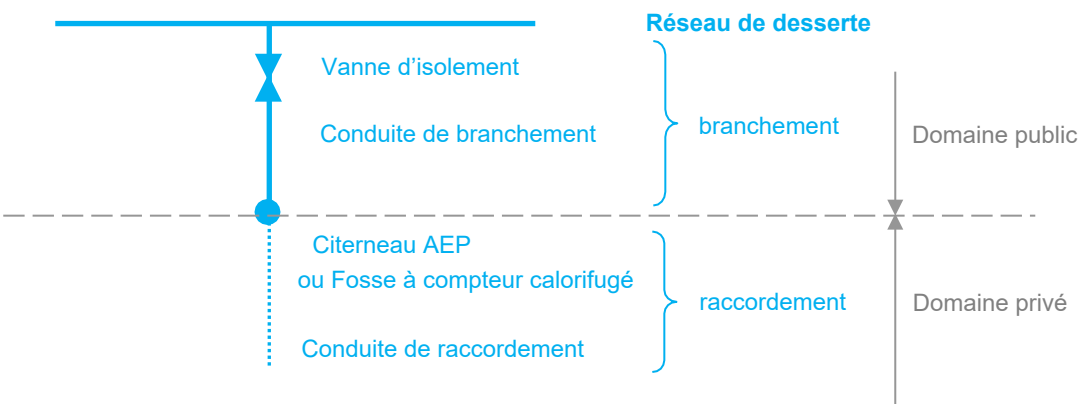 Réseau de desserte
Vanne d'isolement
Conduite de branchement
branchement
Domaine public
Citerneau AEP
ou Fosse à compteur calorifugé
raccordement
Domaine privé
Conduite de raccordement